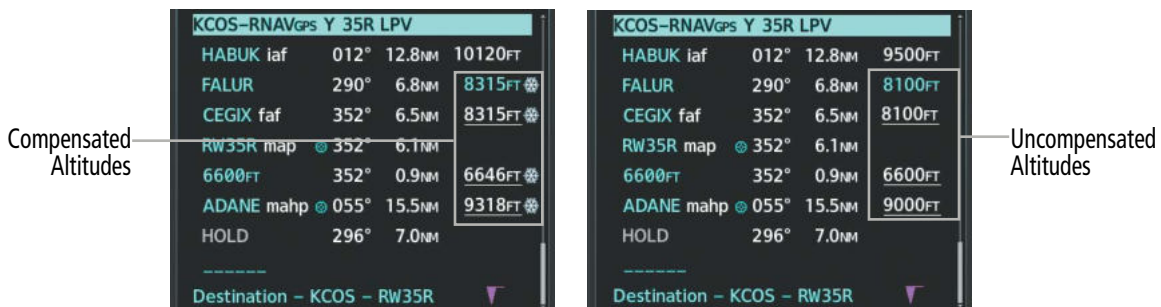 KCOS–RNAVGPS Y 35R LPV
HABUK iaf 012° 12.8NM 10120FT
FALUR 290° 6.8NM 8315FT
CEGIX faf 352° 6.5NM 8315FT
RW35R map 352° 6.1NM
6600FT 352° 0.9NM 6646FT
ADANE mahp 055° 15.5NM 9318FT
HOLD 296° 7.0NM
______
Destination – KCOS – RW35R
Compensated
Altitudes
KCOS–RNAVGPS Y 35R LPV
HABUK iaf 012° 12.8NM 9500FT
FALUR 290° 6.8NM 8100FT
CEGIX faf 352° 6.5NM 8100FT
RW35R map 352° 6.1NM
6600FT 352° 0.9NM 6600FT
ADANE mahp 055° 15.5NM 9000FT
HOLD 296° 7.0NM
______
Destination – KCOS – RW35R
Uncompensated
Altitudes